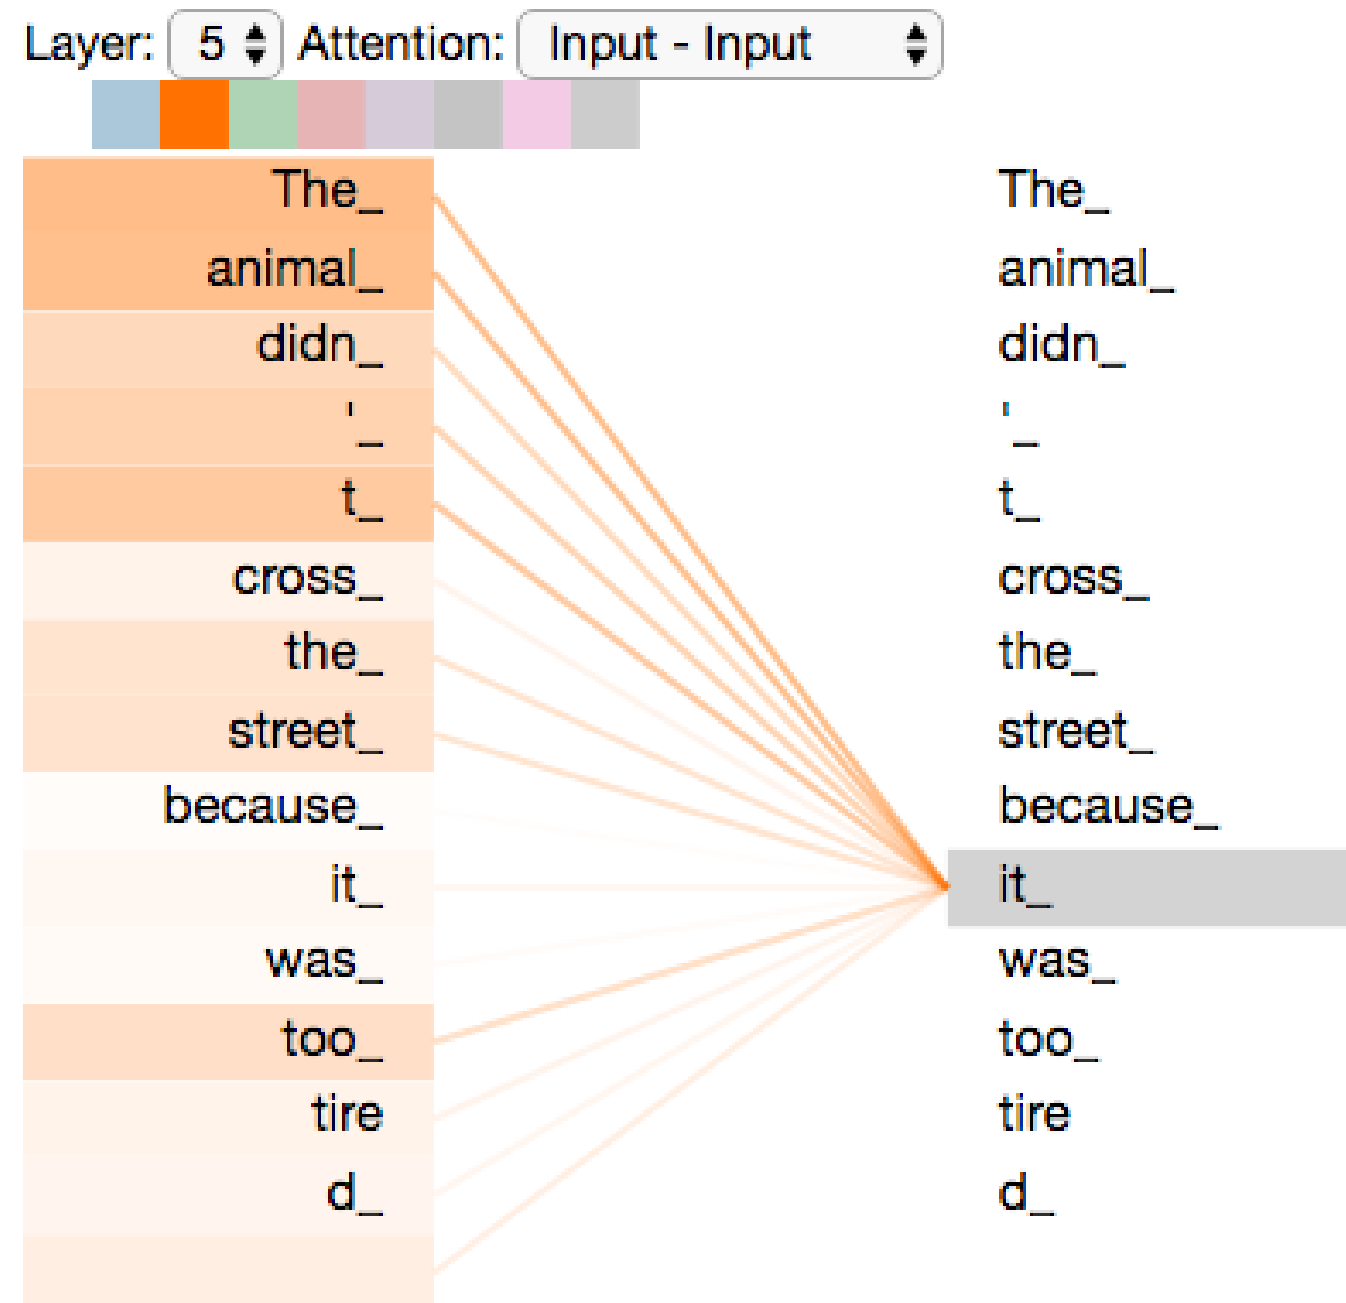 Layer: 5 Attention: Input - Input
The_ The_
animal_ animal_
didn_ didn_
'_ '_
t_ t_
cross_ cross_
the_ the_
street_ street_
because_ because_
it_ it_
was_ was_
too_ too_
tire tire
d_ d_